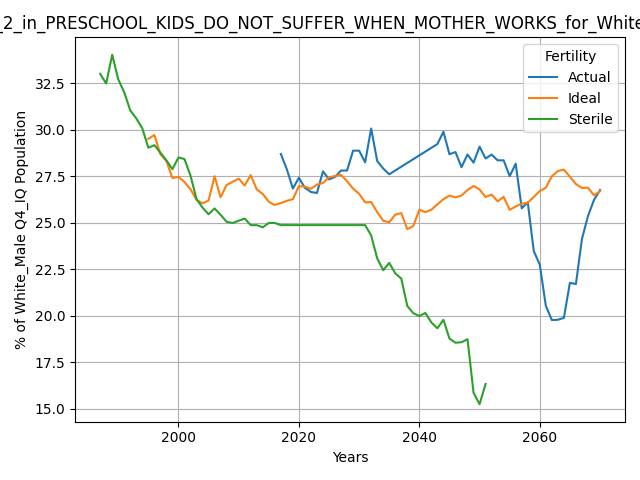 _2_in_PRESCHOOL_KIDS_DO_NOT_SUFFER_WHEN_MOTHER_WORKS_for_White
Fertility
Actual
Ideal
Sterile
% of White_Male Q4_IQ Population
32.5
30.0
27.5
25.0
22.5
20.0
17.5
15.0
2000
2020
2040
2060
Years